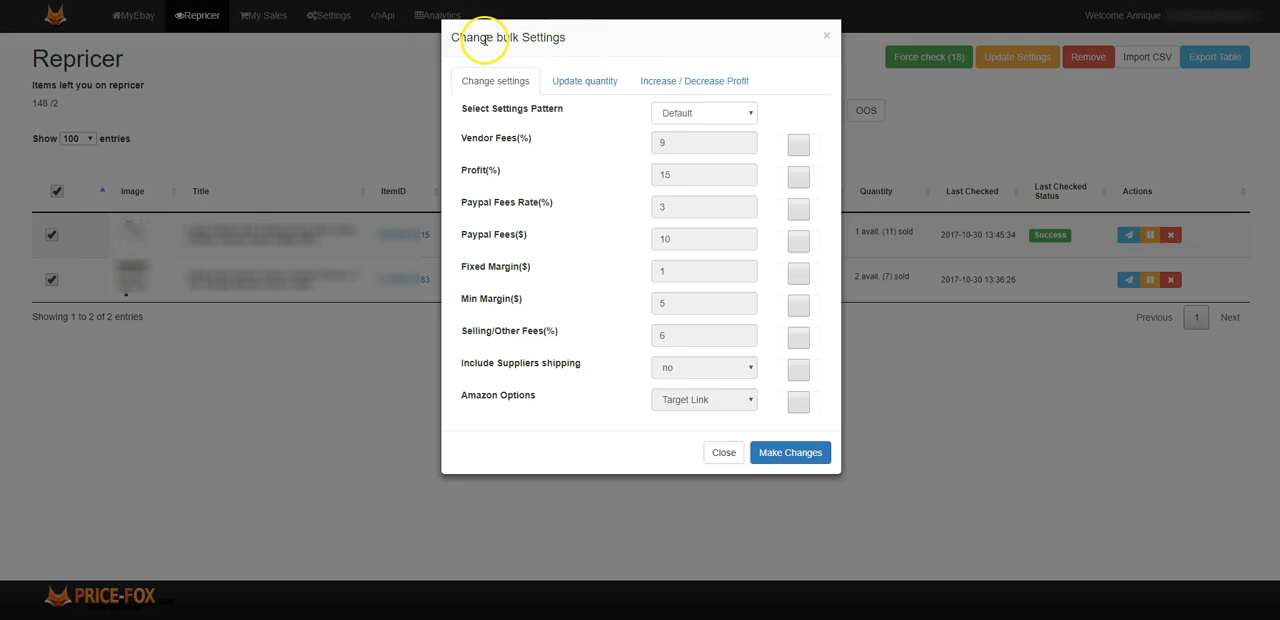 MyEbay
Repricer
My Sales
Settings
</>Api
Analytics
Welcome Annique
Change bulk Settings
×
Repricer
Items left you on repricer
148 /2
Force check (18)
Update Settings
Remove
Import CSV
Export Table
OOS
Show 100 entries
Image
Title
ItemID
Quantity
Last Checked
Last Checked
Status
Actions
15
1 avail. (11) sold
2017-10-30 13:45:34
Success
83
2 avail. (7) sold
2017-10-30 13:36:26
Showing 1 to 2 of 2 entries
Previous
1
Next
Change settings
Update quantity
Increase / Decrease Profit
Select Settings Pattern
Default
Vendor Fees(%)
9
Profit(%)
15
Paypal Fees Rate(%)
3
Paypal Fees($)
10
Fixed Margin($)
1
Min Margin($)
5
Selling/Other Fees(%)
6
Include Suppliers shipping
no
Amazon Options
Target Link
Close
Make Changes
PRICE-FOX